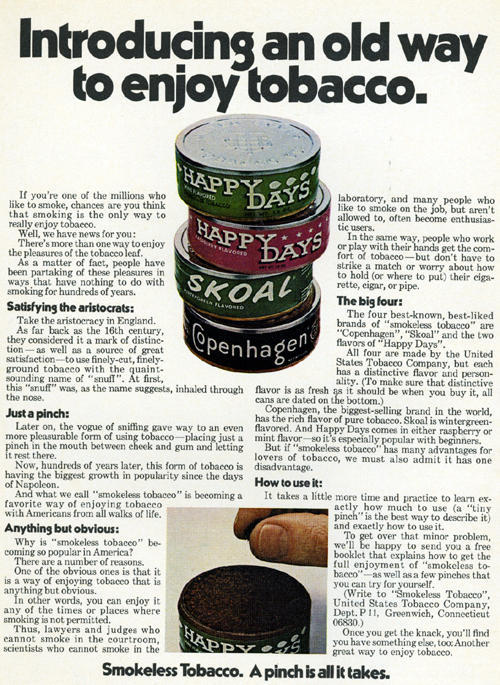 Introducing an old way
to enjoy tobacco.
HAPPY
DAYS
MINT FLAVORED
HAPPY
DAYS
RASPBERRY FLAVORED
SKOAL
WINTERGREEN FLAVORED
Copenhagen
If you're one of the millions who
like to smoke, chances are you think
that smoking is the only way to
really enjoy tobacco.
Well, we have news for you:
There's more than one way to enjoy
the pleasures of the tobacco leaf.
As a matter of fact, people have
been partaking of these pleasures in
ways that have nothing to do with
smoking for hundreds of years.
Satisfying the aristocrats:
Take the aristocracy in England.
As far back as the 16th century,
they considered it a mark of distinc-
tion—as well as a source of great
satisfaction—to use finely-cut, finely-
ground tobacco with the quaint-
sounding name of "snuff". At first,
this "snuff" was, as the name suggests, inhaled through
the nose.
Just a pinch:
Later on, the vogue of sniffing gave way to an even
more pleasurable form of using tobacco—placing just a
pinch in the mouth between cheek and gum and letting
it rest there.
Now, hundreds of years later, this form of tobacco is
having the biggest growth in popularity since the days
of Napoleon.
And what we call "smokeless tobacco" is becoming a
favorite way of enjoying tobacco
with Americans from all walks of life.
Anything but obvious:
Why is "smokeless tobacco" be-
coming so popular in America?
There are a number of reasons.
One of the obvious ones is that it
is a way of enjoying tobacco that is
anything but obvious.
In other words, you can enjoy it
any of the times or places where
smoking is not permitted.
Thus, lawyers and judges who
cannot smoke in the courtroom,
scientists who cannot smoke in the
laboratory, and many people who
like to smoke on the job, but aren't
allowed to, often become enthusias-
tic users.
In the same way, people who work
or play with their hands get the com-
fort of tobacco—but don't have to
strike a match or worry about how
to hold (or where to put) their ciga-
rette, cigar, or pipe.
The big four:
The four best-known, best-liked
brands of "smokeless tobacco" are
"Copenhagen", "Skoal" and the two
flavors of "Happy Days".
All four are made by the United
States Tobacco Company, but each
has a distinctive flavor and person-
ality. (To make sure that distinctive
flavor is as fresh as it should be when you buy it, all
cans are dated on the bottom.)
Copenhagen, the biggest-selling brand in the world,
has the rich flavor of pure tobacco. Skoal is wintergreen-
flavored. And Happy Days comes in either raspberry or
mint flavor—so it's especially popular with beginners.
But if "smokeless tobacco" has many advantages for
lovers of tobacco, we must also admit it has one
disadvantage.
How to use it:
It takes a little more time and practice to learn ex-
actly how much to use (a "tiny
pinch" is the best way to describe it)
and exactly how to use it.
To get over that minor problem,
we'll be happy to send you a free
booklet that explains how to get the
full enjoyment of "smokeless to-
bacco"—as well as a few pinches that
you can try for yourself.
(Write to "Smokeless Tobacco",
United States Tobacco Company,
Dept. P11, Greenwich, Connecticut
06830.)
Once you get the knack, you'll find
you have something else, too: Another
great way to enjoy tobacco.
HAPPY
DAYS
Smokeless Tobacco. A pinch is all it takes.